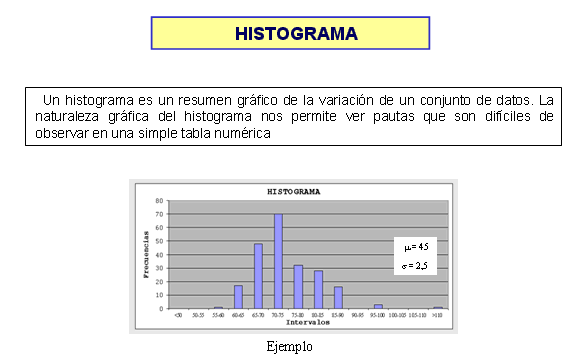 HISTOGRAMA
Un histograma es un resumen gráfico de la variación de un conjunto de datos. La
naturaleza gráfica del histograma nos permite ver pautas que son difíciles de
observar en una simple tabla numérica
HISTOGRAMA
Frecuencias
80
70
60
50
40
30
20
10
0
μ = 45
σ = 2,5
<50 50-55 55-60 60-65 65-70 70-75 75-80 80-85 85-90 95-100 100-105 105-110 >110
Intervalos
Ejemplo